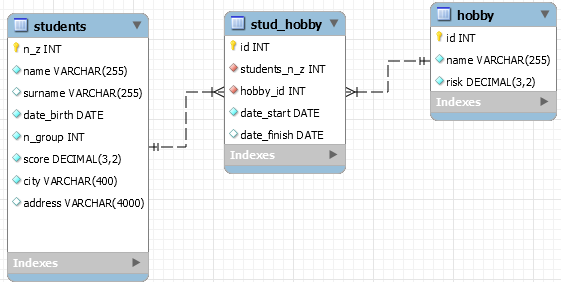 students
n_z INT
name VARCHAR(255)
surname VARCHAR(255)
date_birth DATE
n_group INT
score DECIMAL(3,2)
city VARCHAR(400)
address VARCHAR(4000)
Indexes
stud_hobby
id INT
students_n_z INT
hobby_id INT
date_start DATE
date_finish DATE
Indexes
hobby
id INT
name VARCHAR(255)
risk DECIMAL(3,2)
Indexes